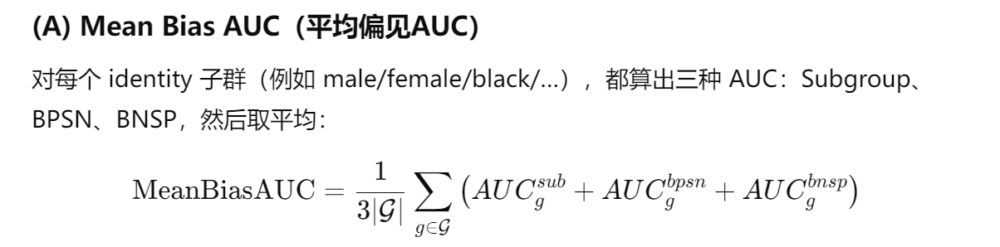 (A) Mean Bias AUC（平均偏见AUC）
对每个 identity 子群（例如 male/female/black/…），都算出三种 AUC：Subgroup、
BPSN、BNSP，然后取平均：
$\mathrm{MeanBiasAUC} = \frac{1}{3|\mathcal{G}|} \sum_{g \in \mathcal{G}} \left( AUC_g^{sub} + AUC_g^{bpsn} + AUC_g^{bnsp} \right)$